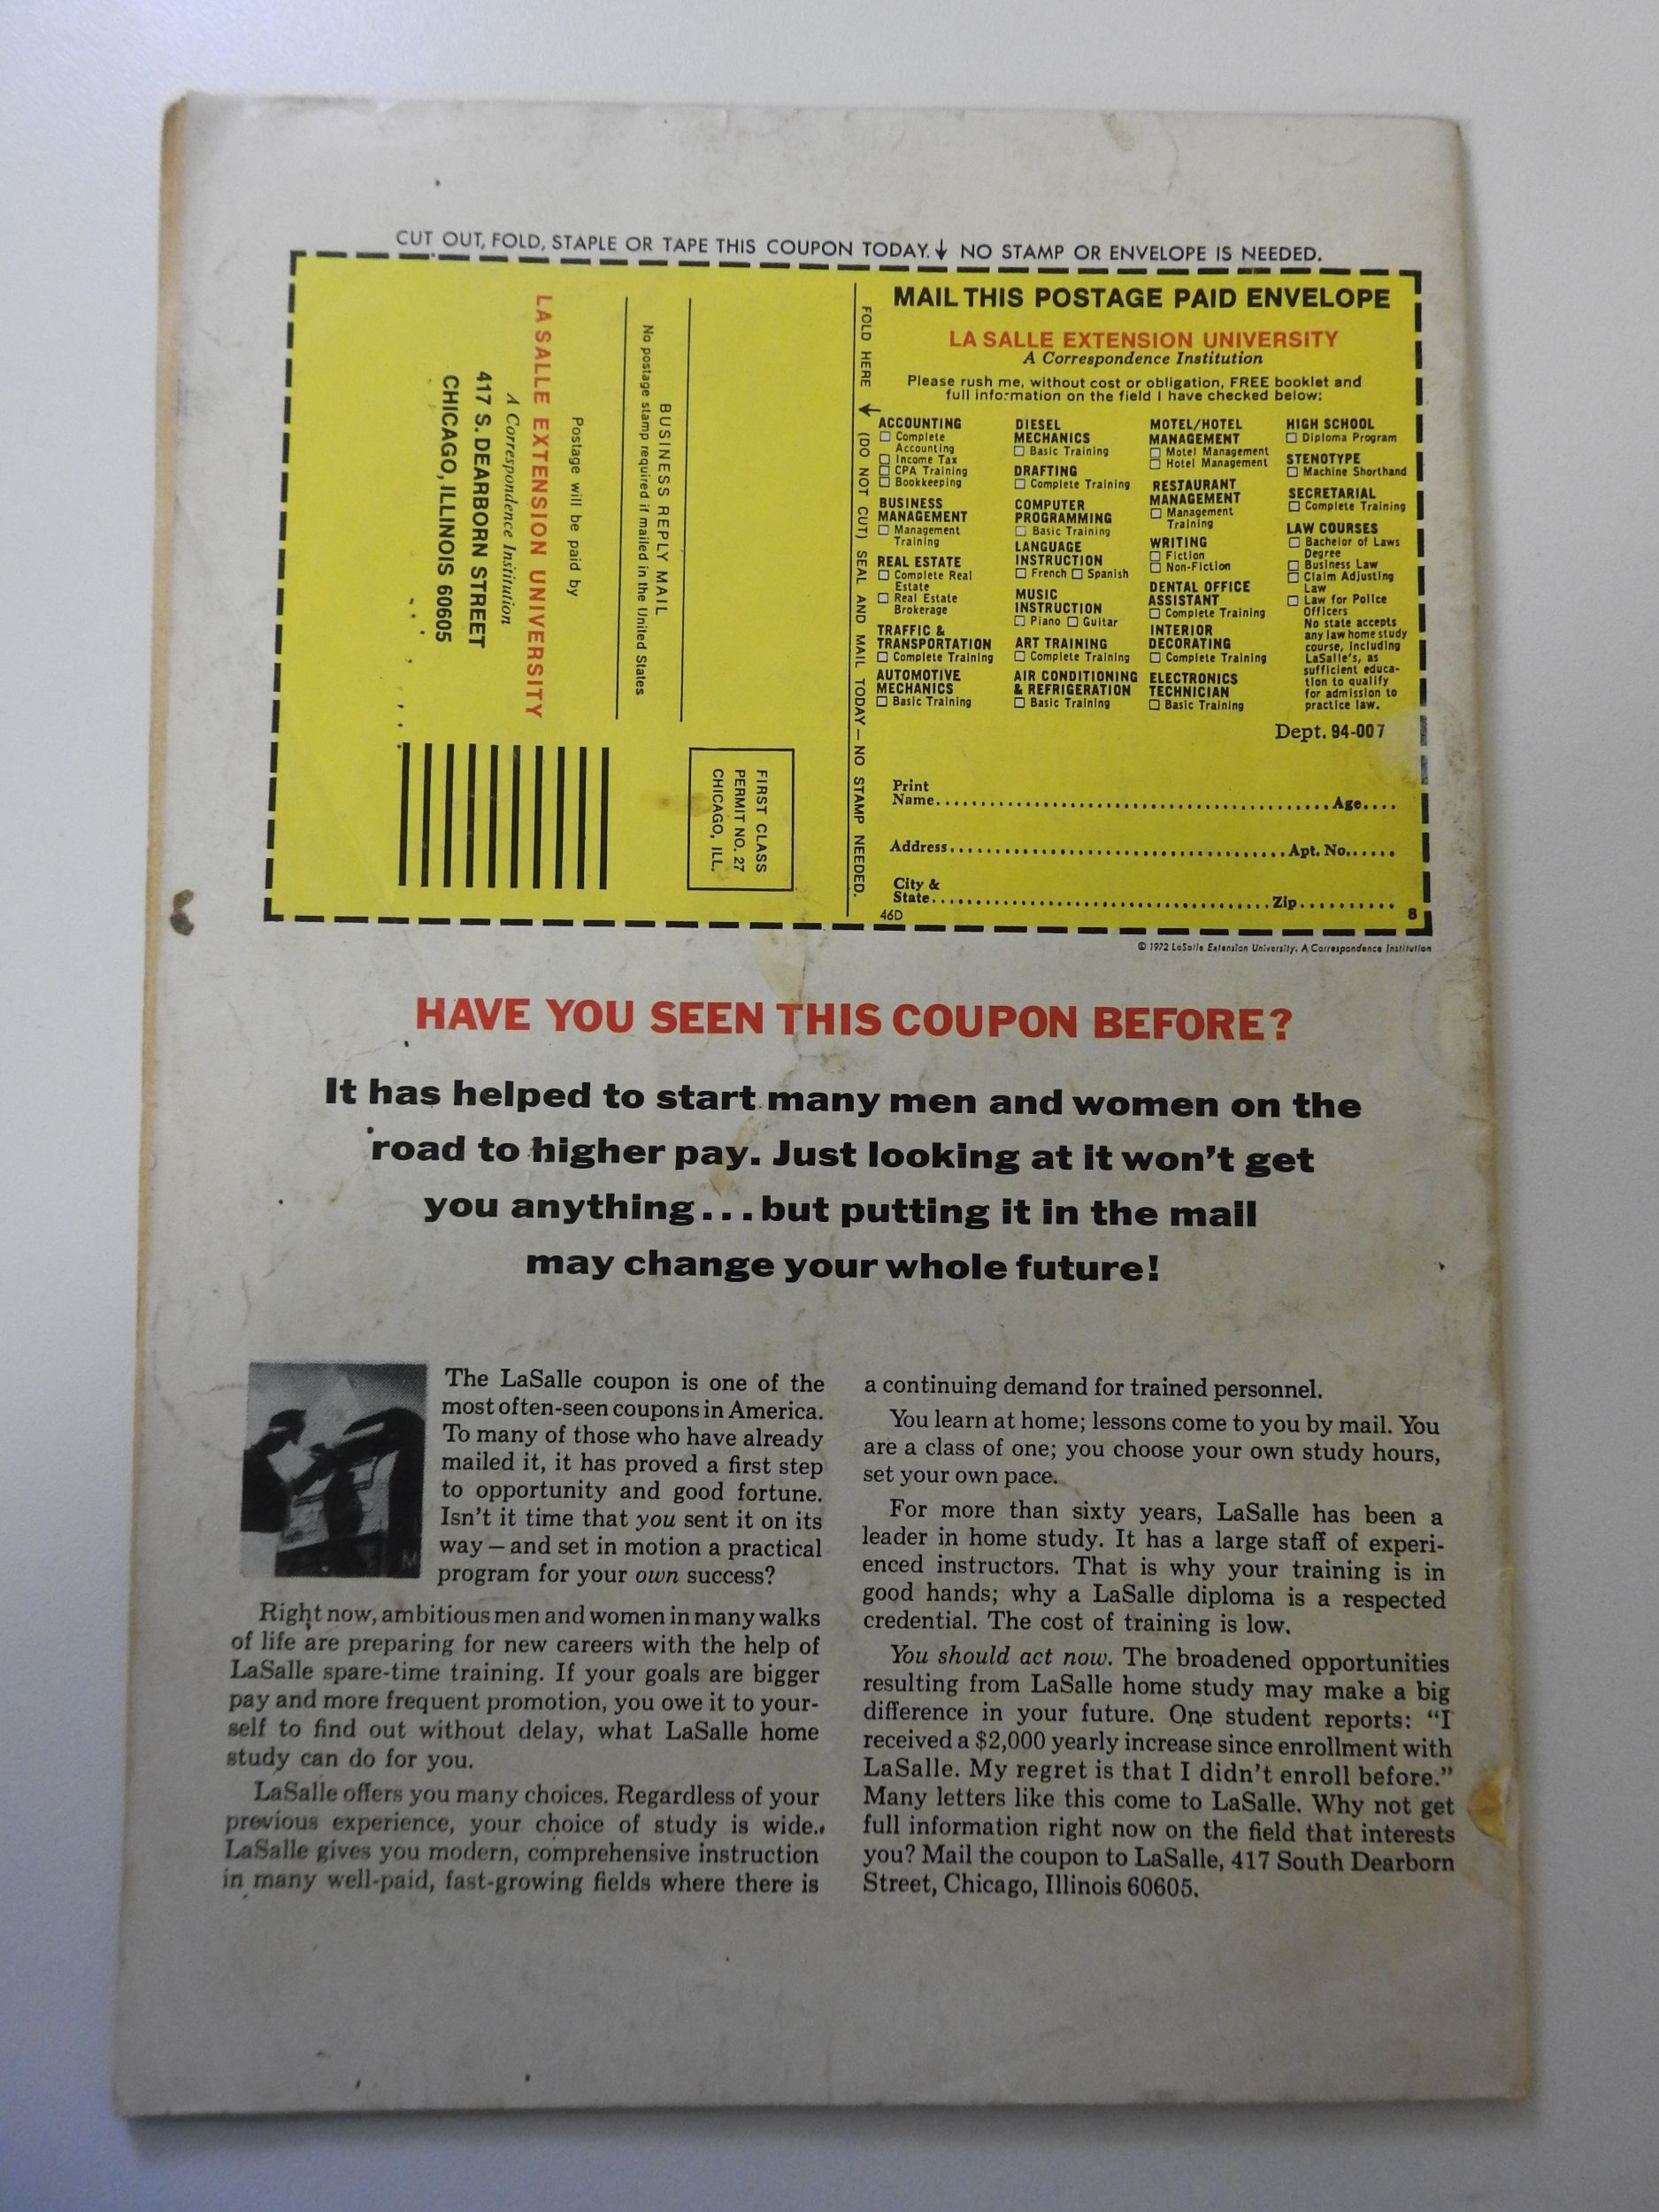 CUT OUT, FOLD, STAPLE OR TAPE THIS COUPON TODAY.↓ NO STAMP OR ENVELOPE IS NEEDED.
BUSINESS REPLY MAIL
No postage stamp required if mailed in the United States
Postage will be paid by
LA SALLE EXTENSION UNIVERSITY
A Correspondence Institution
417 S. DEARBORN STREET
CHICAGO, ILLINOIS 60605
FIRST CLASS
PERMIT NO. 27
CHICAGO, ILL.
FOLD HERE → (DO NOT CUT) SEAL AND MAIL TODAY — NO STAMP NEEDED.
MAIL THIS POSTAGE PAID ENVELOPE
LA SALLE EXTENSION UNIVERSITY
A Correspondence Institution
Please rush me, without cost or obligation, FREE booklet and
full information on the field I have checked below:
ACCOUNTING
☐ Complete
Accounting
☐ Income Tax
☐ CPA Training
☐ Bookkeeping
BUSINESS
MANAGEMENT
☐ Management
Training
REAL ESTATE
☐ Complete Real
Estate
☐ Real Estate
Brokerage
TRAFFIC &
TRANSPORTATION
☐ Complete Training
AUTOMOTIVE
MECHANICS
☐ Basic Training
DIESEL
MECHANICS
☐ Basic Training
DRAFTING
☐ Complete Training
COMPUTER
PROGRAMMING
☐ Basic Training
LANGUAGE
INSTRUCTION
☐ French ☐ Spanish
MUSIC
INSTRUCTION
☐ Piano ☐ Guitar
ART TRAINING
☐ Complete Training
AIR CONDITIONING
& REFRIGERATION
☐ Basic Training
MOTEL/HOTEL
MANAGEMENT
☐ Motel Management
☐ Hotel Management
RESTAURANT
MANAGEMENT
☐ Management
Training
WRITING
☐ Fiction
☐ Non-Fiction
DENTAL OFFICE
ASSISTANT
☐ Complete Training
INTERIOR
DECORATING
☐ Complete Training
ELECTRONICS
TECHNICIAN
☐ Basic Training
HIGH SCHOOL
☐ Diploma Program
STENOTYPE
☐ Machine Shorthand
SECRETARIAL
☐ Complete Training
LAW COURSES
☐ Bachelor of Laws
Degree
☐ Business Law
☐ Claim Adjusting
Law
☐ Law for Police
Officers
No state accepts
any law home study
course, including
LaSalle's, as
sufficient educa-
tion to qualify
for admission to
practice law.
Dept. 94-007
Print
Name........................................Age....
Address........................................Apt. No......
City &
State........................................Zip..........
46D 8
© 1972 LaSalle Extension University. A Correspondence Institution
HAVE YOU SEEN THIS COUPON BEFORE?
It has helped to start many men and women on the
road to higher pay. Just looking at it won't get
you anything...but putting it in the mail
may change your whole future!
The LaSalle coupon is one of the
most often-seen coupons in America.
To many of those who have already
mailed it, it has proved a first step
to opportunity and good fortune.
Isn't it time that you sent it on its
way — and set in motion a practical
program for your own success?
Right now, ambitious men and women in many walks
of life are preparing for new careers with the help of
LaSalle spare-time training. If your goals are bigger
pay and more frequent promotion, you owe it to your-
self to find out without delay, what LaSalle home
study can do for you.
LaSalle offers you many choices. Regardless of your
previous experience, your choice of study is wide.
LaSalle gives you modern, comprehensive instruction
in many well-paid, fast-growing fields where there is
a continuing demand for trained personnel.
You learn at home; lessons come to you by mail. You
are a class of one; you choose your own study hours,
set your own pace.
For more than sixty years, LaSalle has been a
leader in home study. It has a large staff of experi-
enced instructors. That is why your training is in
good hands; why a LaSalle diploma is a respected
credential. The cost of training is low.
You should act now. The broadened opportunities
resulting from LaSalle home study may make a big
difference in your future. One student reports: "I
received a $2,000 yearly increase since enrollment with
LaSalle. My regret is that I didn't enroll before."
Many letters like this come to LaSalle. Why not get
full information right now on the field that interests
you? Mail the coupon to LaSalle, 417 South Dearborn
Street, Chicago, Illinois 60605.